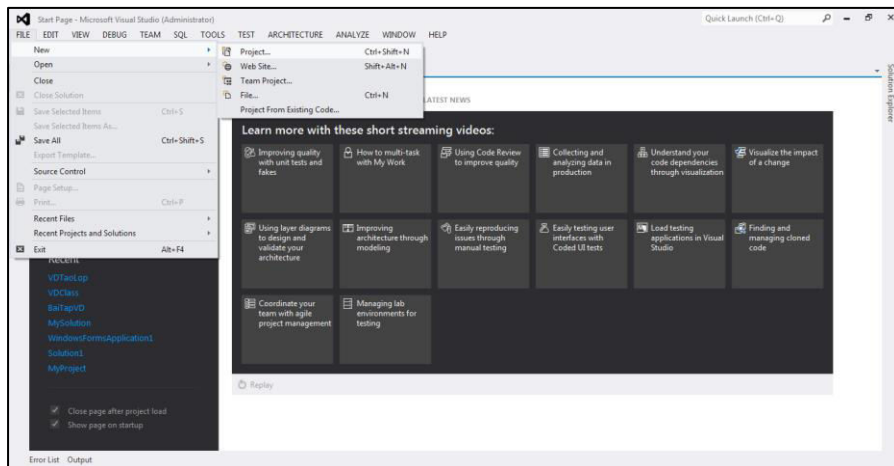 Start Page - Microsoft Visual Studio (Administrator)
Quick Launch (Ctrl+Q)
FILE EDIT VIEW DEBUG TEAM SQL TOOLS TEST ARCHITECTURE ANALYZE WINDOW HELP
New
Open
Close
Close Solution
Save Selected Items Ctrl+S
Save Selected Items As...
Save All Ctrl+Shift+S
Export Template...
Source Control
Page Setup...
Print... Ctrl+P
Recent Files
Recent Projects and Solutions
Exit Alt+F4
Project... Ctrl+Shift+N
Web Site... Shift+Alt+N
Team Project...
File... Ctrl+N
Project From Existing Code...
LATEST NEWS
Solution Explorer
Learn more with these short streaming videos:
Improving quality
with unit tests and
fakes
How to multi-task
with My Work
Using Code Review
to improve quality
Collecting and
analyzing data in
production
Understand your
code dependencies
through visualization
Visualize the impact
of a change
Using layer diagrams
to design and
validate your
architecture
Improving
architecture through
modeling
Easily reproducing
issues through
manual testing
Easily testing user
interfaces with
Coded UI tests
Load testing
applications in Visual
Studio
Finding and
managing cloned
code
Coordinate your
team with agile
project management
Managing lab
environments for
testing
Replay
Recent
VDTaoLop
VDClass
BaiTapVD
MySolution
WindowsFormsApplication1
Solution1
MyProject
Close page after project load
Show page on startup
Error List Output